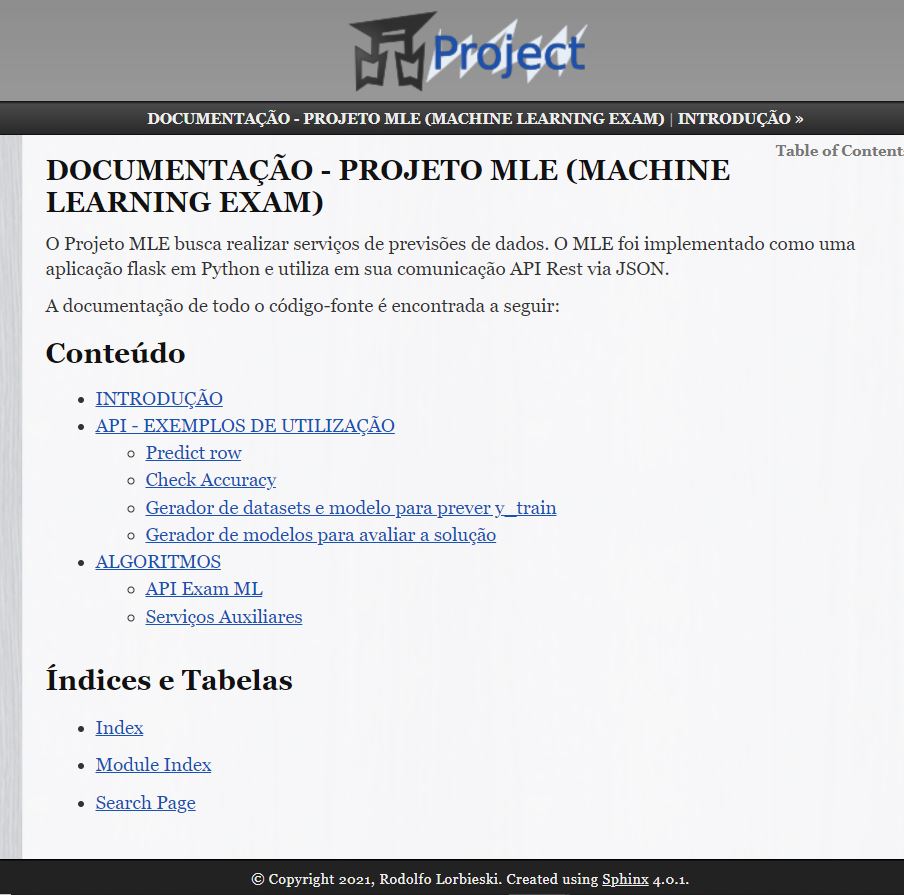 Project
DOCUMENTAÇÃO - PROJETO MLE (MACHINE LEARNING EXAM) | INTRODUÇÃO »
Table of Contents
DOCUMENTAÇÃO - PROJETO MLE (MACHINE
LEARNING EXAM)
O Projeto MLE busca realizar serviços de previsões de dados. O MLE foi implementado como uma
aplicação flask em Python e utiliza em sua comunicação API Rest via JSON.
A documentação de todo o código-fonte é encontrada a seguir:
Conteúdo
INTRODUÇÃO
API - EXEMPLOS DE UTILIZAÇÃO
Predict row
Check Accuracy
Gerador de datasets e modelo para prever y_train
Gerador de modelos para avaliar a solução
ALGORITMOS
API Exam ML
Serviços Auxiliares
Índices e Tabelas
Index
Module Index
Search Page
© Copyright 2021, Rodolfo Lorbieski. Created using Sphinx 4.0.1.